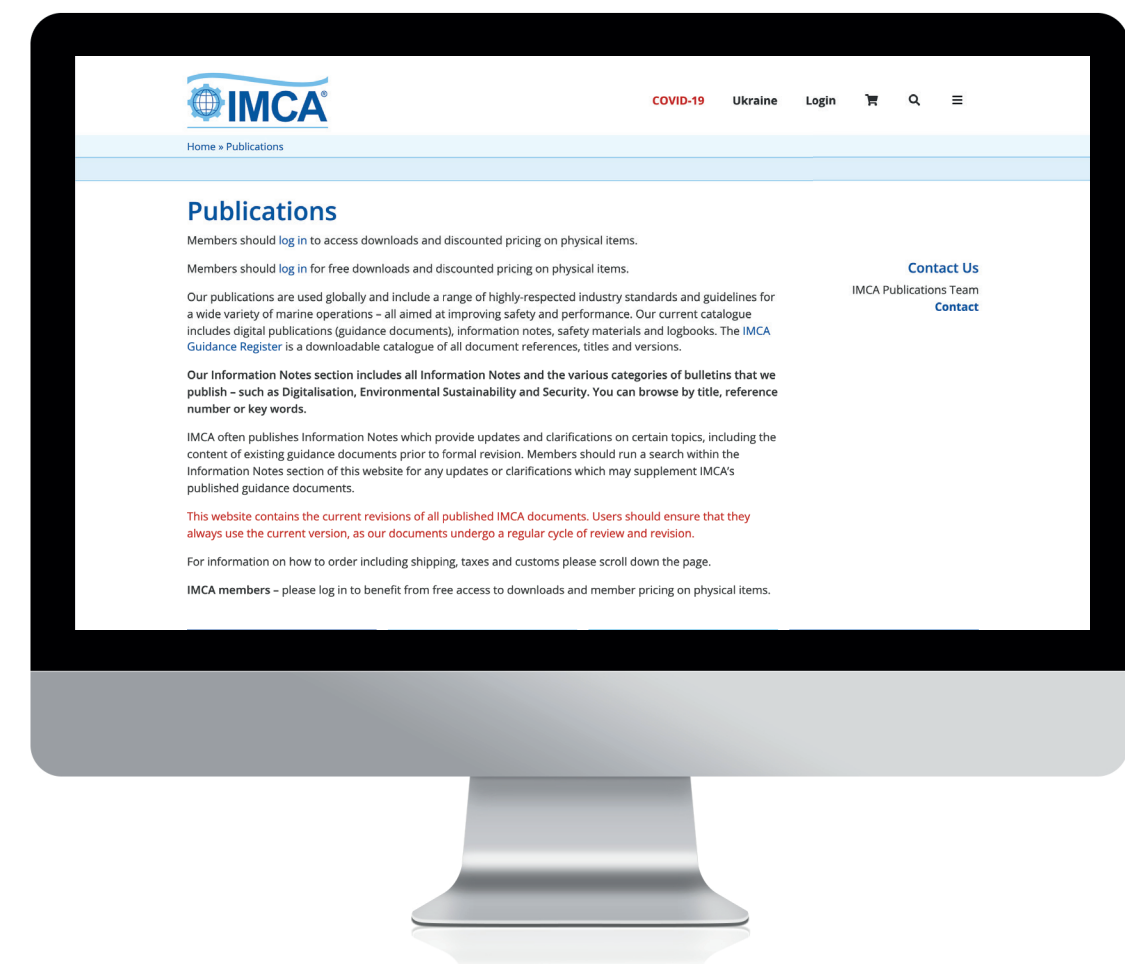 IMCA®
COVID-19 Ukraine Login
Home » Publications
Publications
Members should log in to access downloads and discounted pricing on physical items.
Members should log in for free downloads and discounted pricing on physical items.
Our publications are used globally and include a range of highly-respected industry standards and guidelines for
a wide variety of marine operations – all aimed at improving safety and performance. Our current catalogue
includes digital publications (guidance documents), information notes, safety materials and logbooks. The IMCA
Guidance Register is a downloadable catalogue of all document references, titles and versions.
Our Information Notes section includes all Information Notes and the various categories of bulletins that we
publish – such as Digitalisation, Environmental Sustainability and Security. You can browse by title, reference
number or key words.
IMCA often publishes Information Notes which provide updates and clarifications on certain topics, including the
content of existing guidance documents prior to formal revision. Members should run a search within the
Information Notes section of this website for any updates or clarifications which may supplement IMCA's
published guidance documents.
This website contains the current revisions of all published IMCA documents. Users should ensure that they
always use the current version, as our documents undergo a regular cycle of review and revision.
For information on how to order including shipping, taxes and customs please scroll down the page.
IMCA members – please log in to benefit from free access to downloads and member pricing on physical items.
Contact Us
IMCA Publications Team
Contact